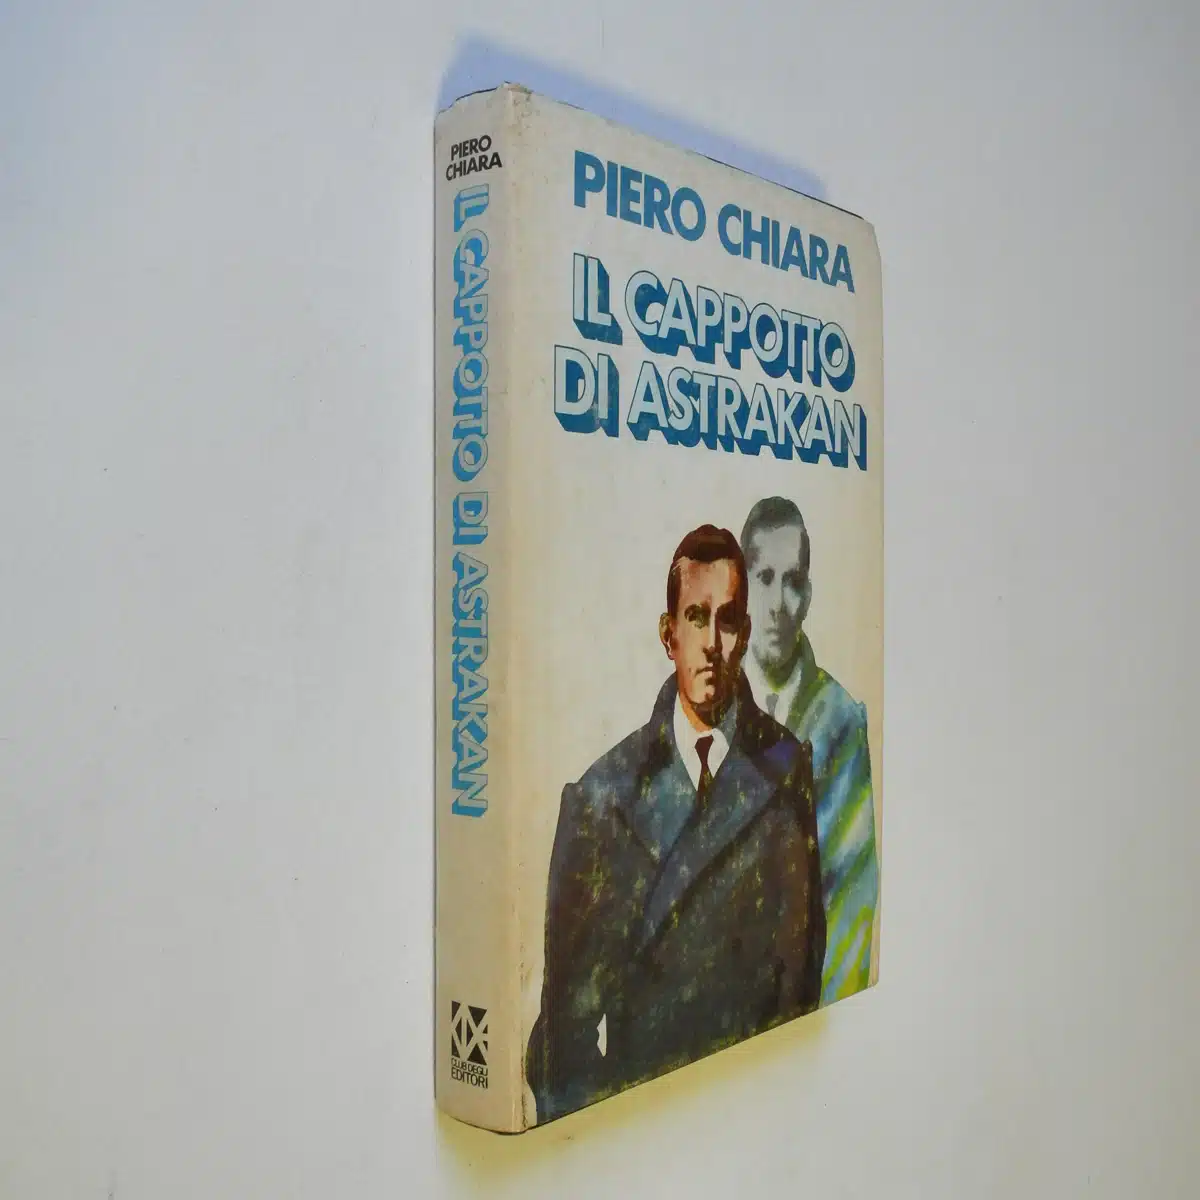 PIERO
CHIARA
IL CAPPOTTO DI ASTRAKAN
CLUB DEGLI
EDITORI
PIERO CHIARA
IL CAPPOTTO
DI ASTRAKAN